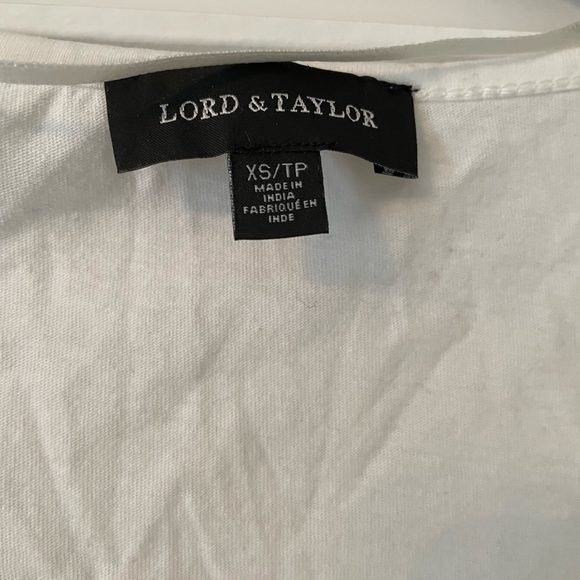 LORD & TAYLOR
XS/TP
MADE IN
INDIA
FABRIQUÉ EN
INDE